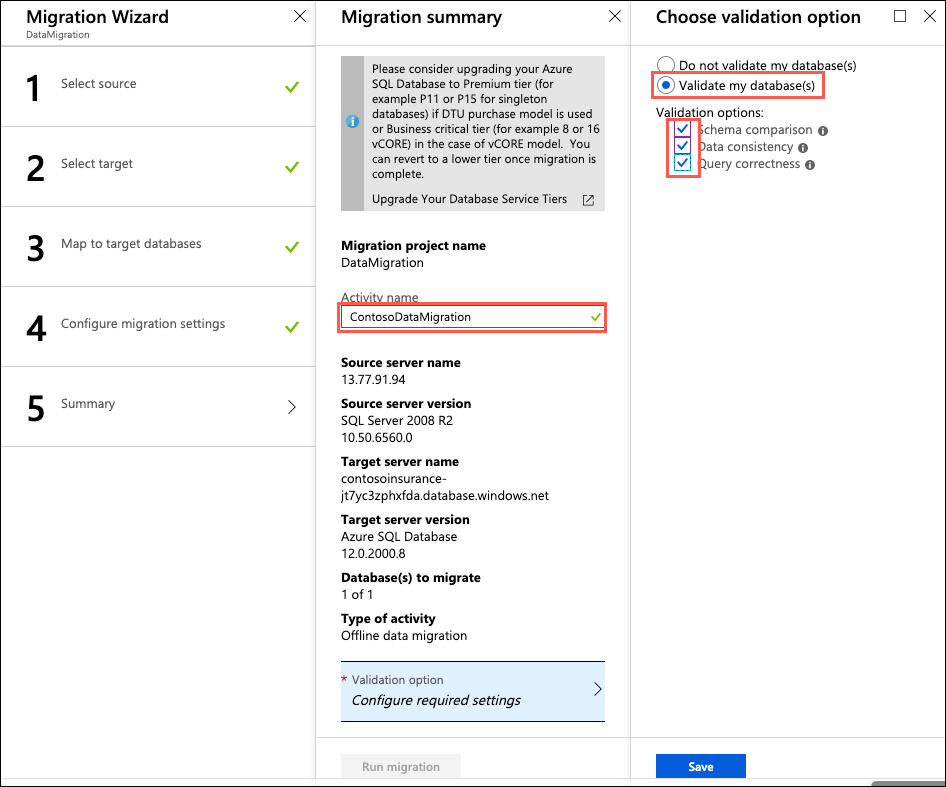 Migration Wizard
DataMigration
1 Select source
2 Select target
3 Map to target databases
4 Configure migration settings
5 Summary
Migration summary
Please consider upgrading your Azure
SQL Database to Premium tier (for
example P11 or P15 for singleton
databases) if DTU purchase model is used
or Business critical tier (for example 8 or 16
vCORE) in the case of vCORE model. You
can revert to a lower tier once migration is
complete.
Upgrade Your Database Service Tiers
Migration project name
DataMigration
Activity name
ContosoDataMigration
Source server name
13.77.91.94
Source server version
SQL Server 2008 R2
10.50.6560.0
Target server name
contosoinsurance-
jt7yc3zphxfda.database.windows.net
Target server version
Azure SQL Database
12.0.2000.8
Database(s) to migrate
1 of 1
Type of activity
Offline data migration
* Validation option
Configure required settings
Run migration
Choose validation option
Do not validate my database(s)
Validate my database(s)
Validation options:
Schema comparison
Data consistency
Query correctness
Save